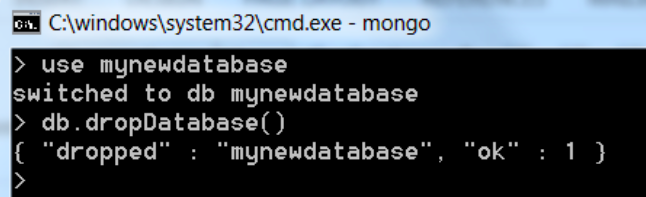 C:\windows\system32\cmd.exe - mongo
> use mynewdatabase
switched to db mynewdatabase
> db.dropDatabase()
{ "dropped" : "mynewdatabase", "ok" : 1 }
>